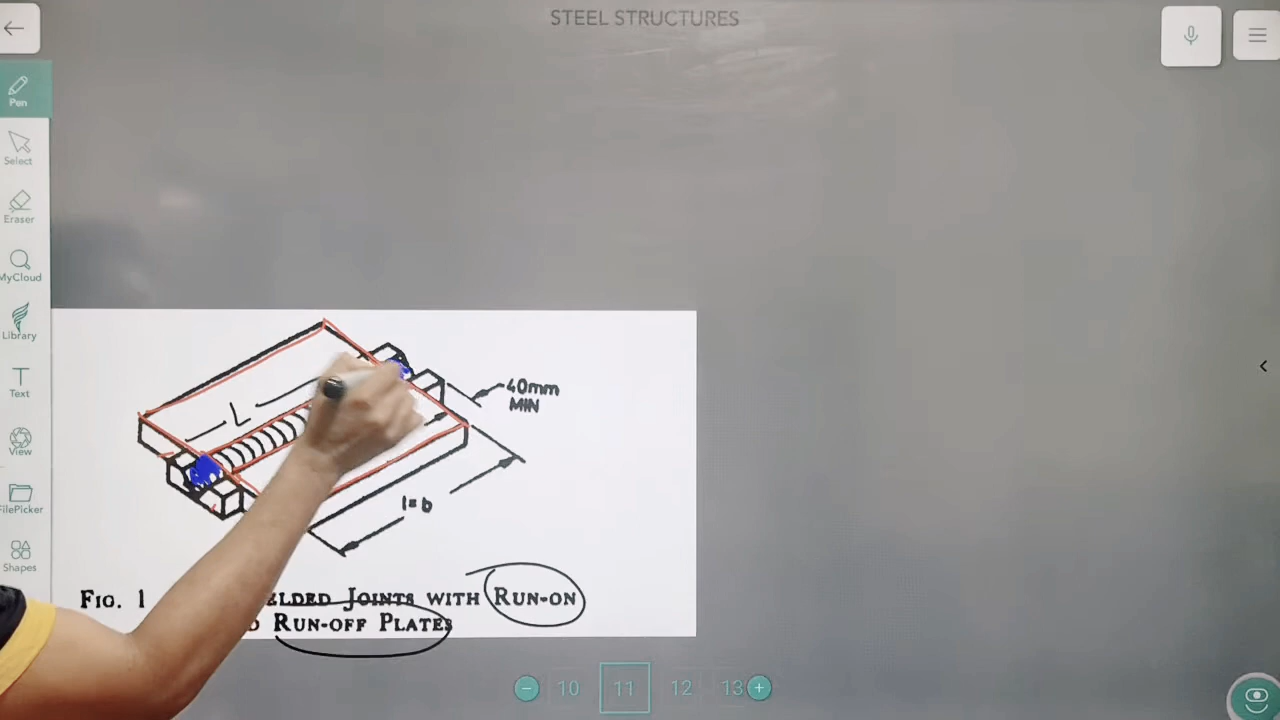 STEEL STRUCTURES
Pen
Select
Eraser
MyCloud
Library
Text
View
FilePicker
Shapes
L
40mm
MIN
l=b
FIG. 1 ELDED JOINTS WITH RUN-ON
RUN-OFF PLATES
10 11 12 13